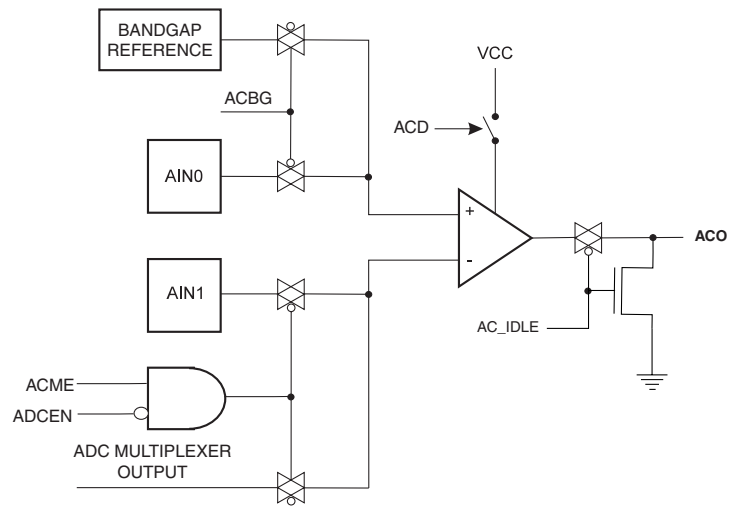 BANDGAP
REFERENCE
VCC
ACBG
ACD
AIN0
+
ACO
-
AIN1
AC_IDLE
ACME
ADCEN
ADC MULTIPLEXER
OUTPUT